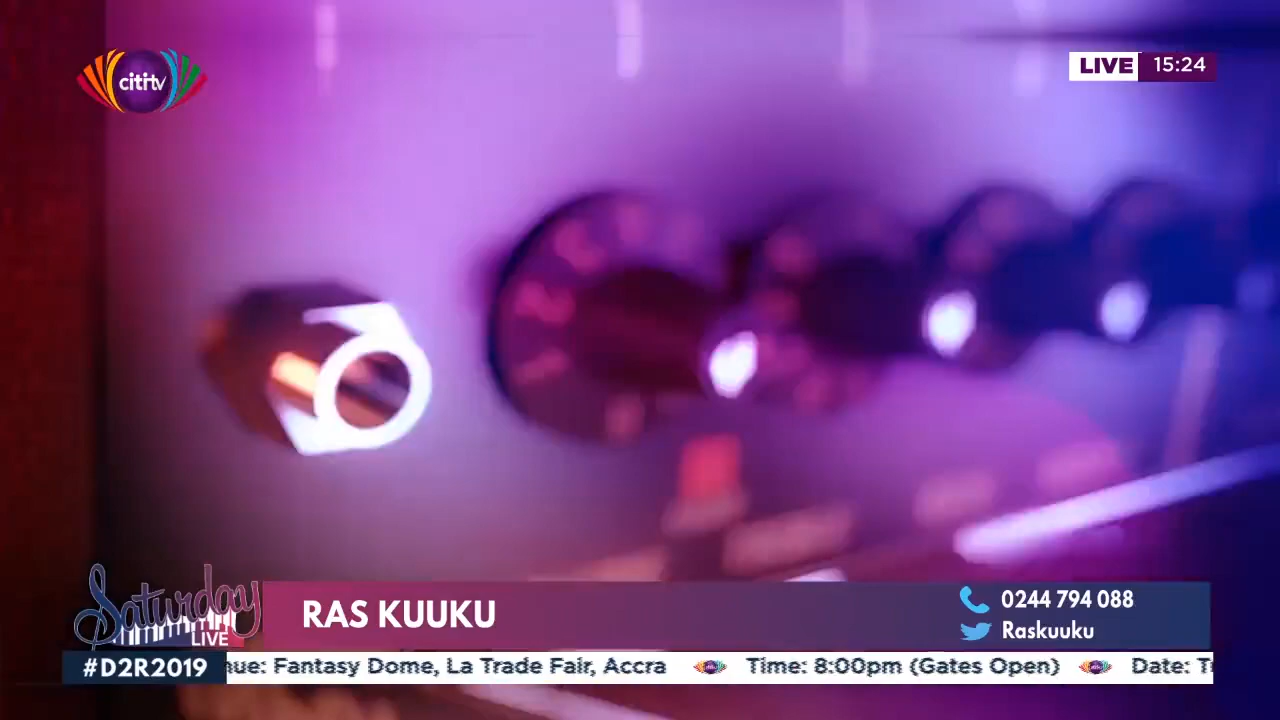 citi tv
LIVE 15:24
Saturday
LIVE
RAS KUUKU
0244 794 088
Raskuuku
#D2R2019
Fantasy Dome, La Trade Fair, Accra
Time: 8:00pm (Gates Open)
Date: